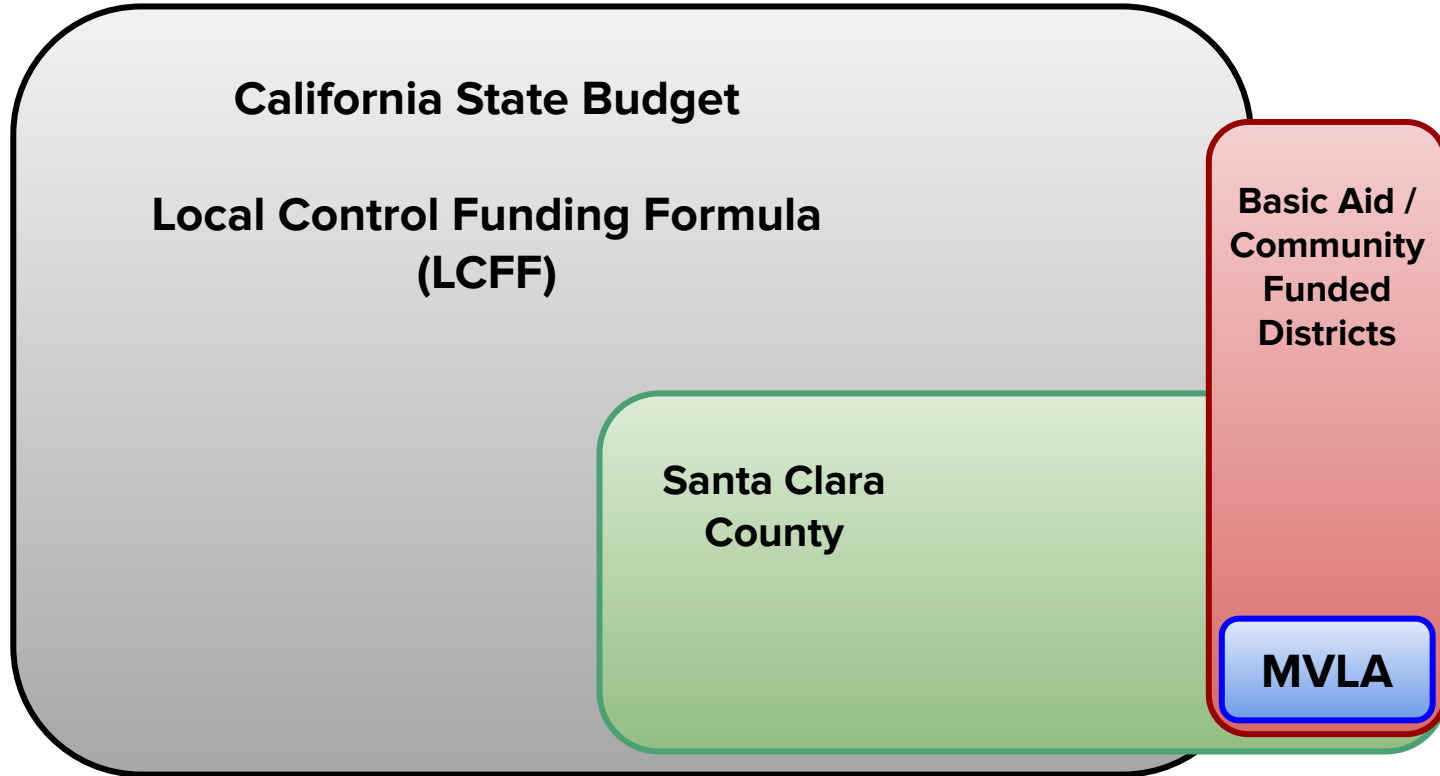 California State Budget
Local Control Funding Formula
(LCFF)
Basic Aid /
Community
Funded
Districts
Santa Clara
County
MVLA